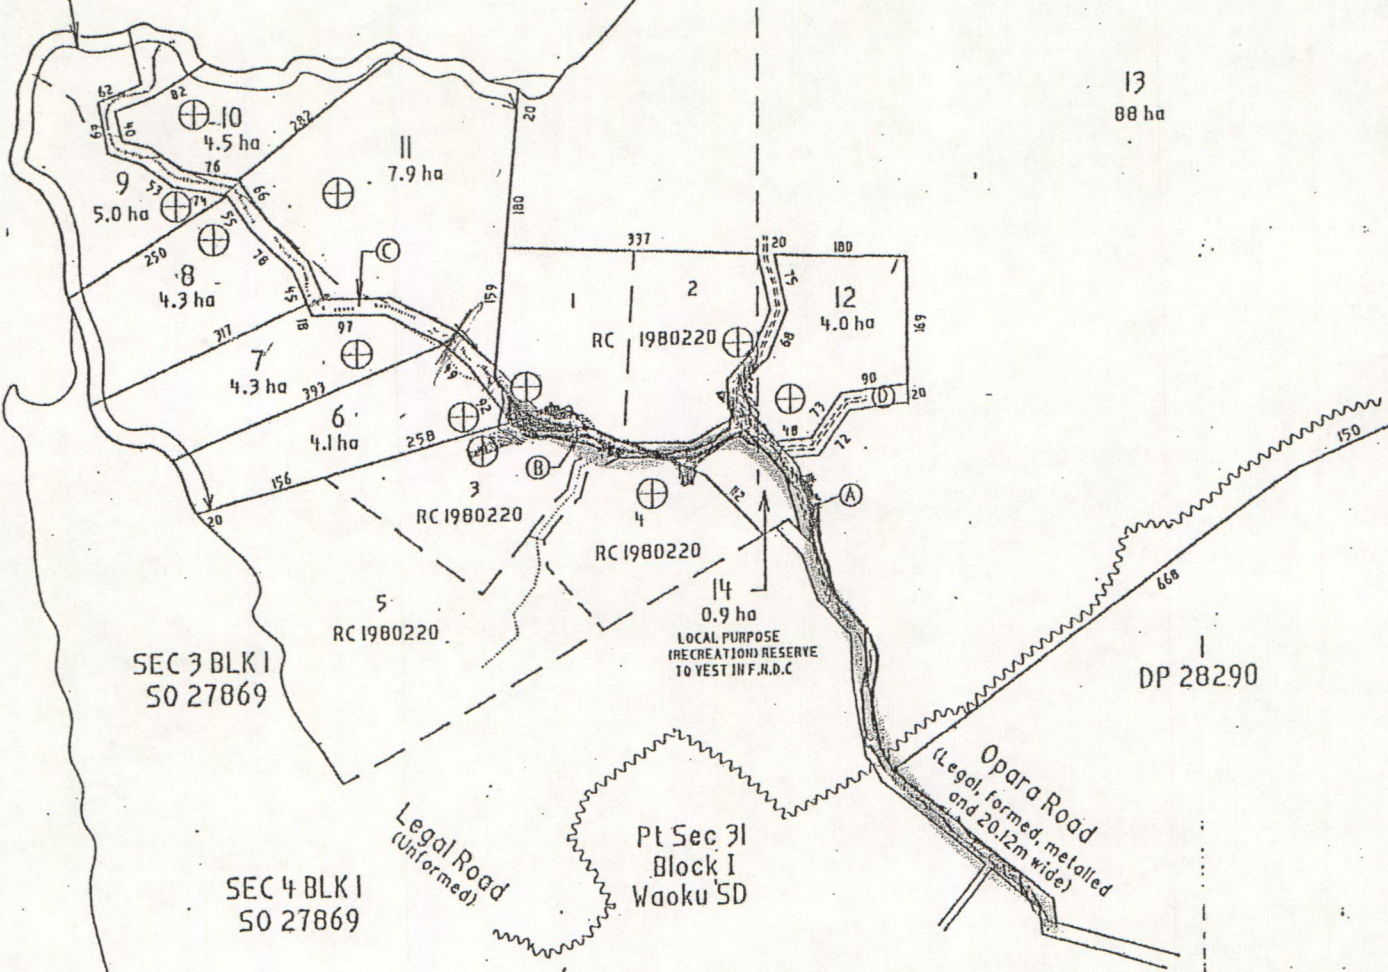 13
88 ha
62
82
10
4.5 ha
69
40
282
20
11
7.9 ha
76
9
5.0 ha
53
74
66
55
180
250
78
8
4.3 ha
C
337
20
180
75
1
2
12
4.0 ha
45
18
97
159
RC 1980220
68
169
317
7
4.3 ha
393
92
90
D
20
73
48
72
6
4.1 ha
258
B
156
20
3
RC 1980220
4
RC 1980220
112
A
150
668
5
RC 1980220
14
0.9 ha
LOCAL PURPOSE
(RECREATION) RESERVE
TO VEST IN F.N.D.C
SEC 3 BLK I
SO 27869
1
DP 28290
Opara Road
(Legal, formed, metalled
and 20.12m wide)
Legal Road
(Unformed)
Pt Sec 31
Block I
Waoku SD
SEC 4 BLK I
SO 27869